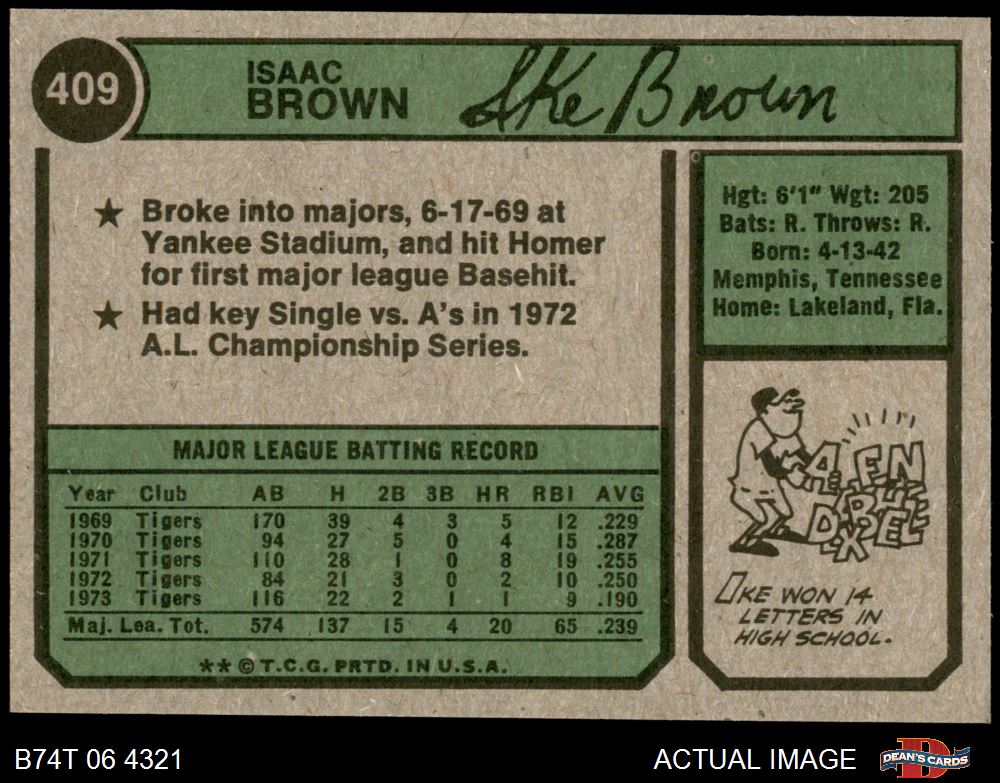 409
ISAAC
BROWN
Ike Brown
★ Broke into majors, 6-17-69 at
Yankee Stadium, and hit Homer
for first major league Basehit.
★ Had key Single vs. A's in 1972
A.L. Championship Series.
Hgt: 6'1" Wgt: 205
Bats: R. Throws: R.
Born: 4-13-42
Memphis, Tennessee
Home: Lakeland, Fla.
MAJOR LEAGUE BATTING RECORD
Year Club AB H 2B 3B HR RBI AVG
1969 Tigers 170 39 4 3 5 12 .229
1970 Tigers 94 27 5 0 4 15 .287
1971 Tigers 110 28 1 0 8 19 .255
1972 Tigers 84 21 3 0 2 10 .250
1973 Tigers 116 22 2 1 1 9 .190
Maj. Lea. Tot. 574 137 15 4 20 65 .239
** © T.C.G. PRTD. IN U.S.A.
IKE WON 14
LETTERS IN
HIGH SCHOOL.
B74T 06 4321
ACTUAL IMAGE
DEAN'S CARDS